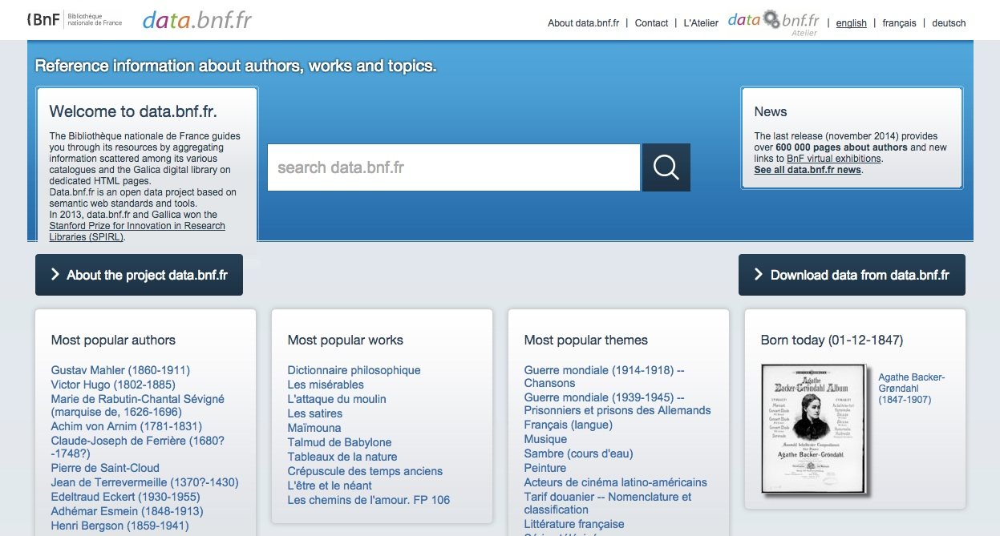 {BnF
Bibliothèque
nationale de France
data.bnf.fr
About data.bnf.fr | Contact | L'Atelier
data bnf.fr
Atelier
| english | français | deutsch
Reference information about authors, works and topics.
Welcome to data.bnf.fr.
The Bibliothèque nationale de France guides
you through its resources by aggregating
information scattered among its various
catalogues and the Galica digital library on
dedicated HTML pages.
Data.bnf.fr is an open data project based on
semantic web standards and tools.
In 2013, data.bnf.fr and Gallica won the
Stanford Prize for Innovation in Research
Libraries (SPIRL).
search data.bnf.fr
News
The last release (november 2014) provides
over 600 000 pages about authors and new
links to BnF virtual exhibitions.
See all data.bnf.fr news.
About the project data.bnf.fr
Download data from data.bnf.fr
Most popular authors
Gustav Mahler (1860-1911)
Victor Hugo (1802-1885)
Marie de Rabutin-Chantal Sévigné
(marquise de, 1626-1696)
Achim von Arnim (1781-1831)
Claude-Joseph de Ferrière (1680?
-1748?)
Pierre de Saint-Cloud
Jean de Terrevermeille (1370?-1430)
Edeltraud Eckert (1930-1955)
Adhémar Esmein (1848-1913)
Henri Bergson (1859-1941)
Most popular works
Dictionnaire philosophique
Les misérables
L'attaque du moulin
Les satires
Maïmouna
Talmud de Babylone
Tableaux de la nature
Crépuscule des temps anciens
L'être et le néant
Les chemins de l'amour. FP 106
Most popular themes
Guerre mondiale (1914-1918) --
Chansons
Guerre mondiale (1939-1945) --
Prisonniers et prisons des Allemands
Français (langue)
Musique
Sambre (cours d'eau)
Peinture
Acteurs de cinéma latino-américains
Tarif douanier -- Nomenclature et
classification
Littérature française
Born today (01-12-1847)
Agathe
Backer-Gröndahl Album
Agathe Backer-Gröndahl.
Agathe Backer-
Grøndahl
(1847-1907)